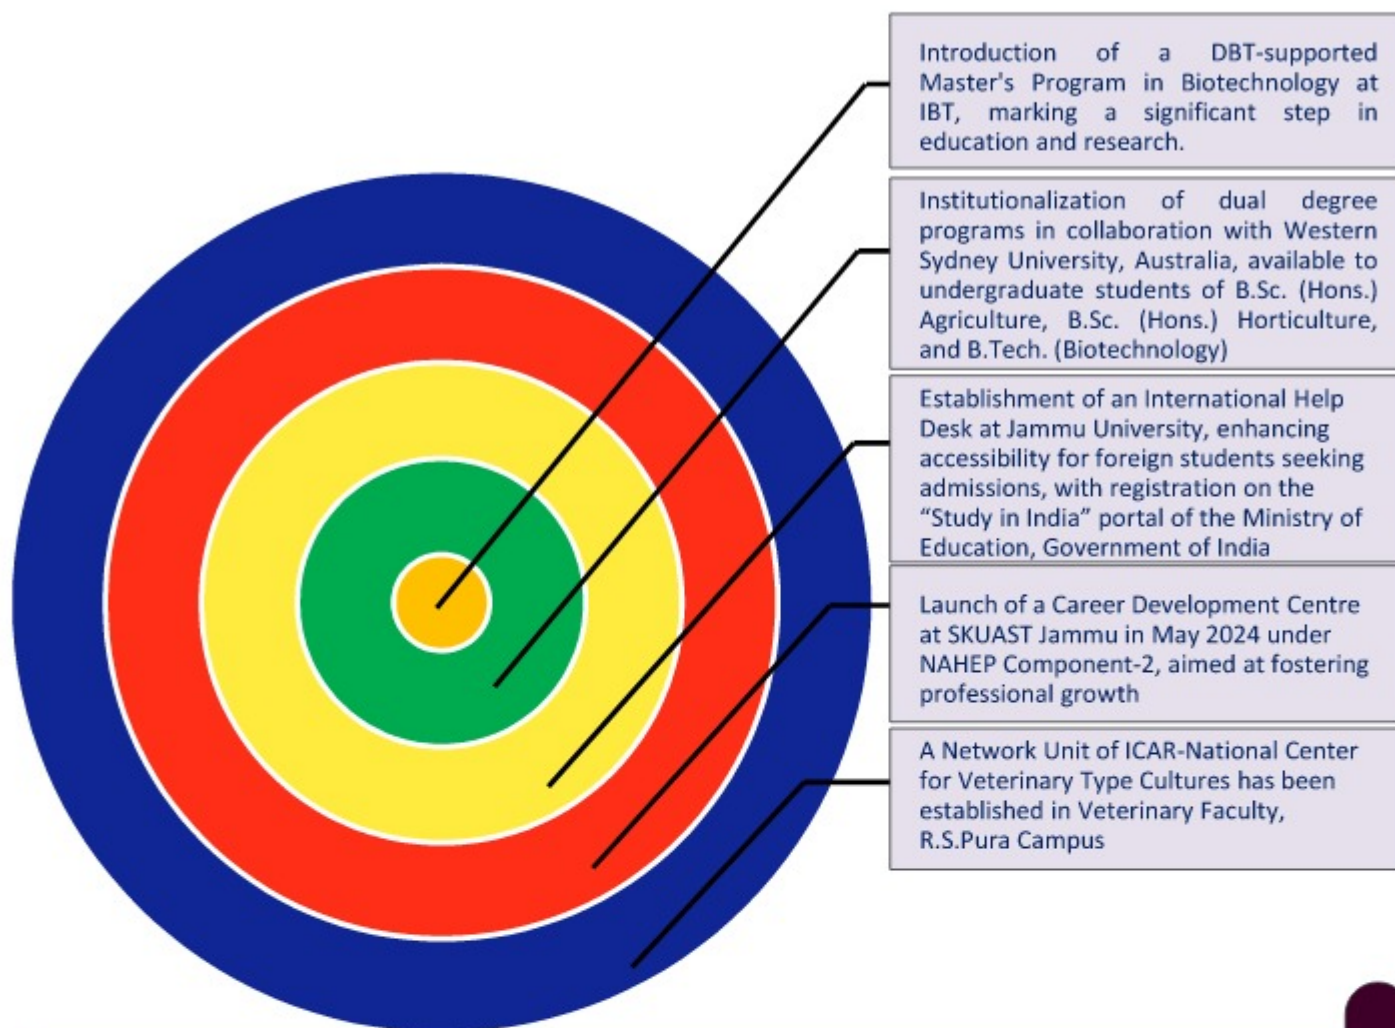 Introduction of a DBT-supported
Master's Program in Biotechnology at
IBT, marking a significant step in
education and research.
Institutionalization of dual degree
programs in collaboration with Western
Sydney University, Australia, available to
undergraduate students of B.Sc. (Hons.)
Agriculture, B.Sc. (Hons.) Horticulture,
and B.Tech. (Biotechnology)
Establishment of an International Help
Desk at Jammu University, enhancing
accessibility for foreign students seeking
admissions, with registration on the
“Study in India” portal of the Ministry of
Education, Government of India
Launch of a Career Development Centre
at SKUAST Jammu in May 2024 under
NAHEP Component-2, aimed at fostering
professional growth
A Network Unit of ICAR-National Center
for Veterinary Type Cultures has been
established in Veterinary Faculty,
R.S.Pura Campus